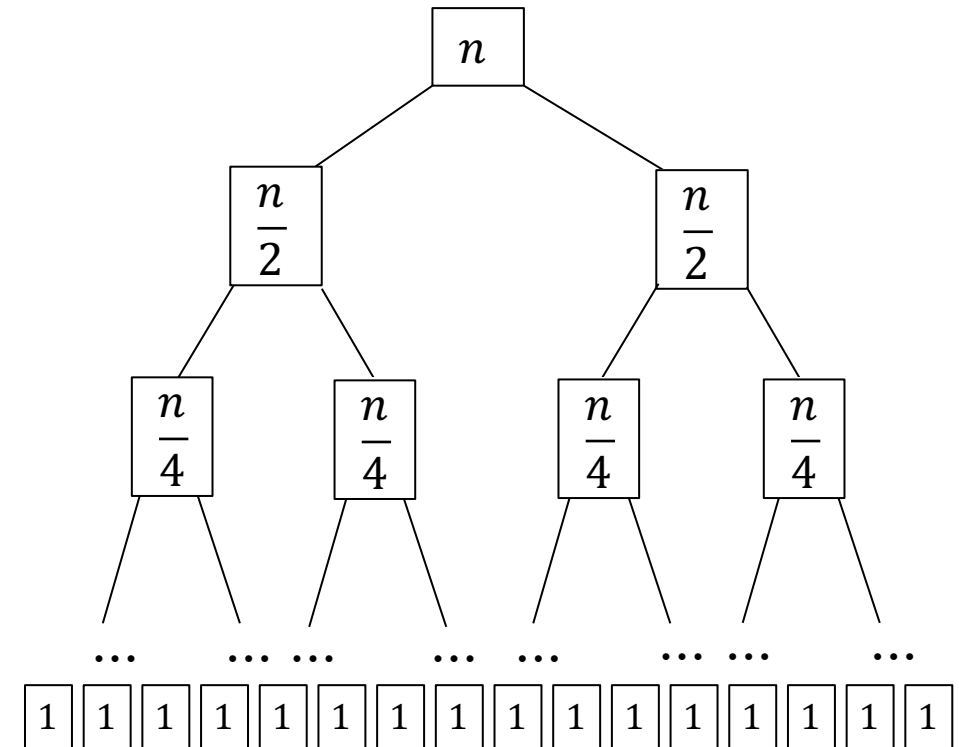 n
n/2 n/2
n/4 n/4 n/4 n/4
... ... ... ... ... ... ... ...
1 1 1 1 1 1 1 1 1 1 1 1 1 1 1 1